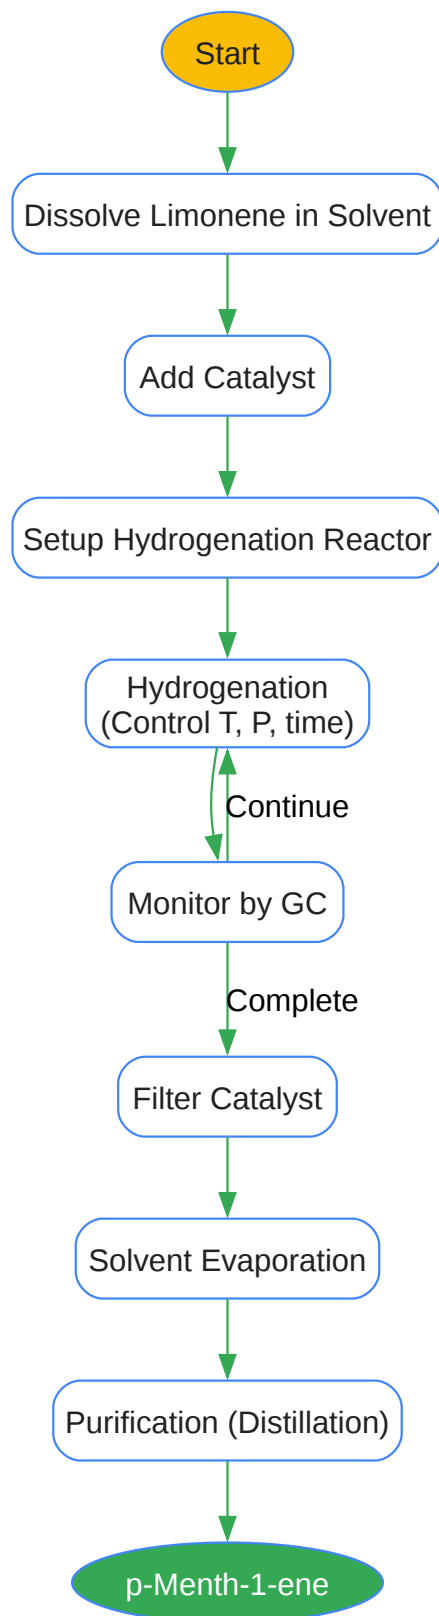 Start
Dissolve Limonene in Solvent
Add Catalyst
Setup Hydrogenation Reactor
Hydrogenation
(Control T, P, time)
Continue
Monitor by GC
Complete
Filter Catalyst
Solvent Evaporation
Purification (Distillation)
p-Menth-1-ene